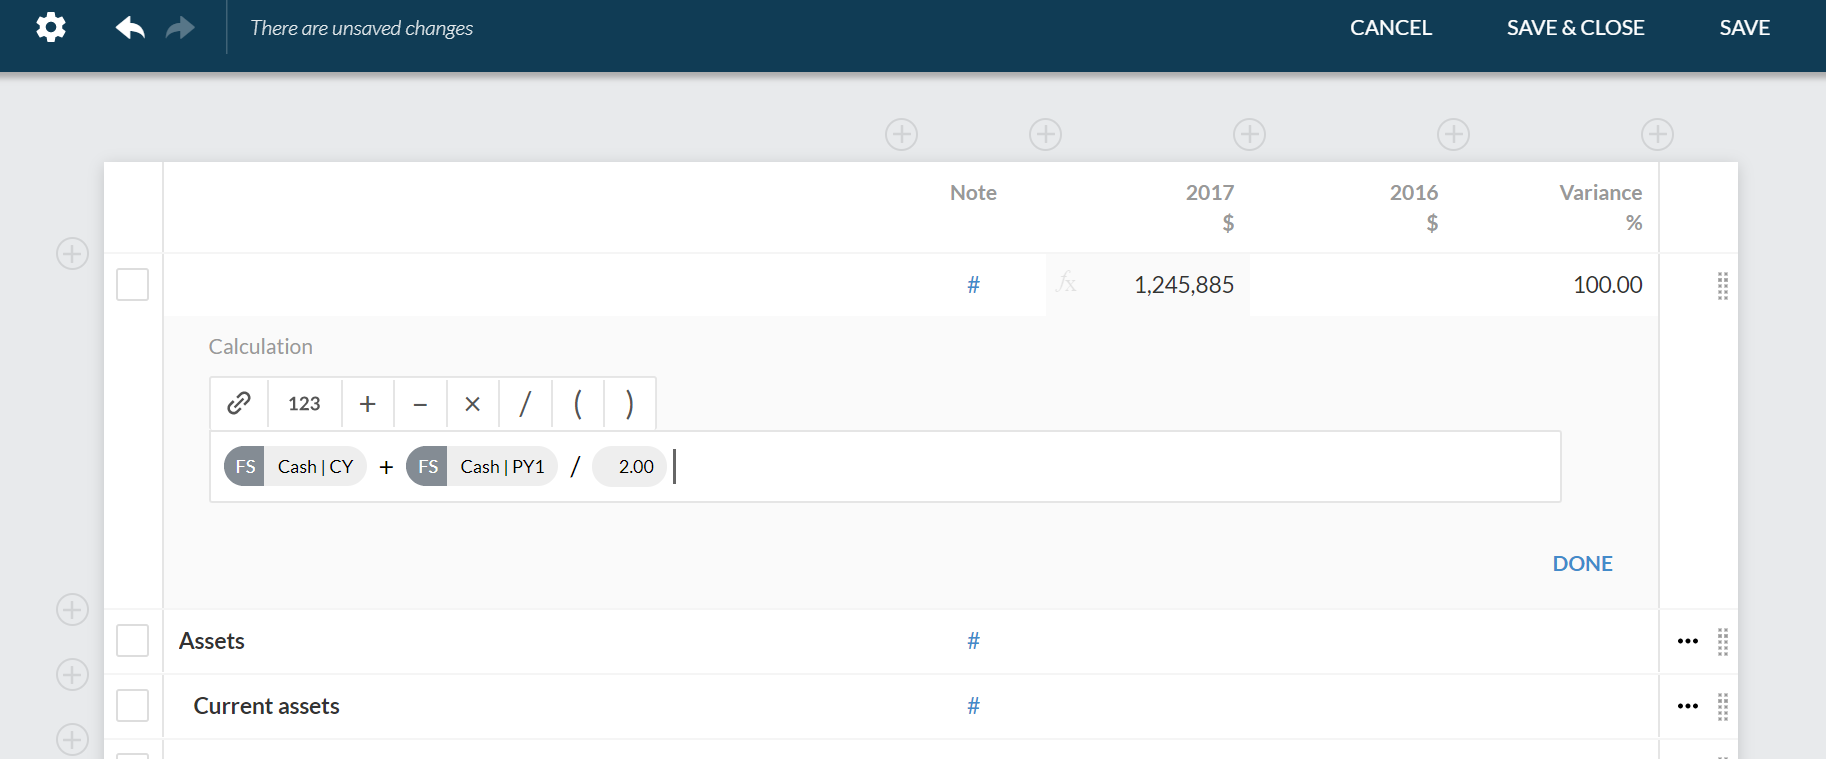 There are unsaved changes CANCEL SAVE & CLOSE SAVE
Note 2017 2016 Variance
$ $ %
# fx 1,245,885 100.00
Calculation
123 + − × / ( )
FS Cash | CY + FS Cash | PY1 / 2.00
DONE
Assets # •••
Current assets # •••